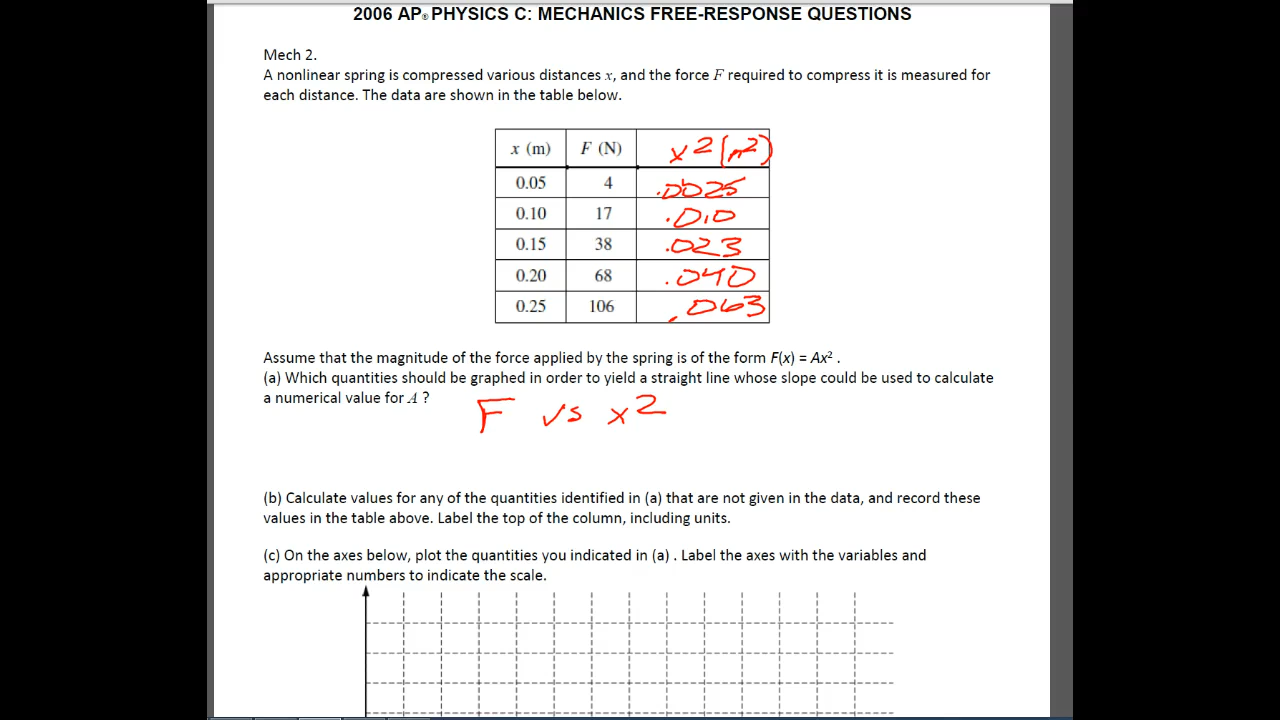 2006 AP® PHYSICS C: MECHANICS FREE-RESPONSE QUESTIONS
Mech 2.
A nonlinear spring is compressed various distances x, and the force F required to compress it is measured for
each distance. The data are shown in the table below.
x (m) F (N) x² (m²)
0.05 4 .0025
0.10 17 .010
0.15 38 .023
0.20 68 .040
0.25 106 .063
Assume that the magnitude of the force applied by the spring is of the form F(x) = Ax² .
(a) Which quantities should be graphed in order to yield a straight line whose slope could be used to calculate
a numerical value for A ?
F vs x²
(b) Calculate values for any of the quantities identified in (a) that are not given in the data, and record these
values in the table above. Label the top of the column, including units.
(c) On the axes below, plot the quantities you indicated in (a) . Label the axes with the variables and
appropriate numbers to indicate the scale.